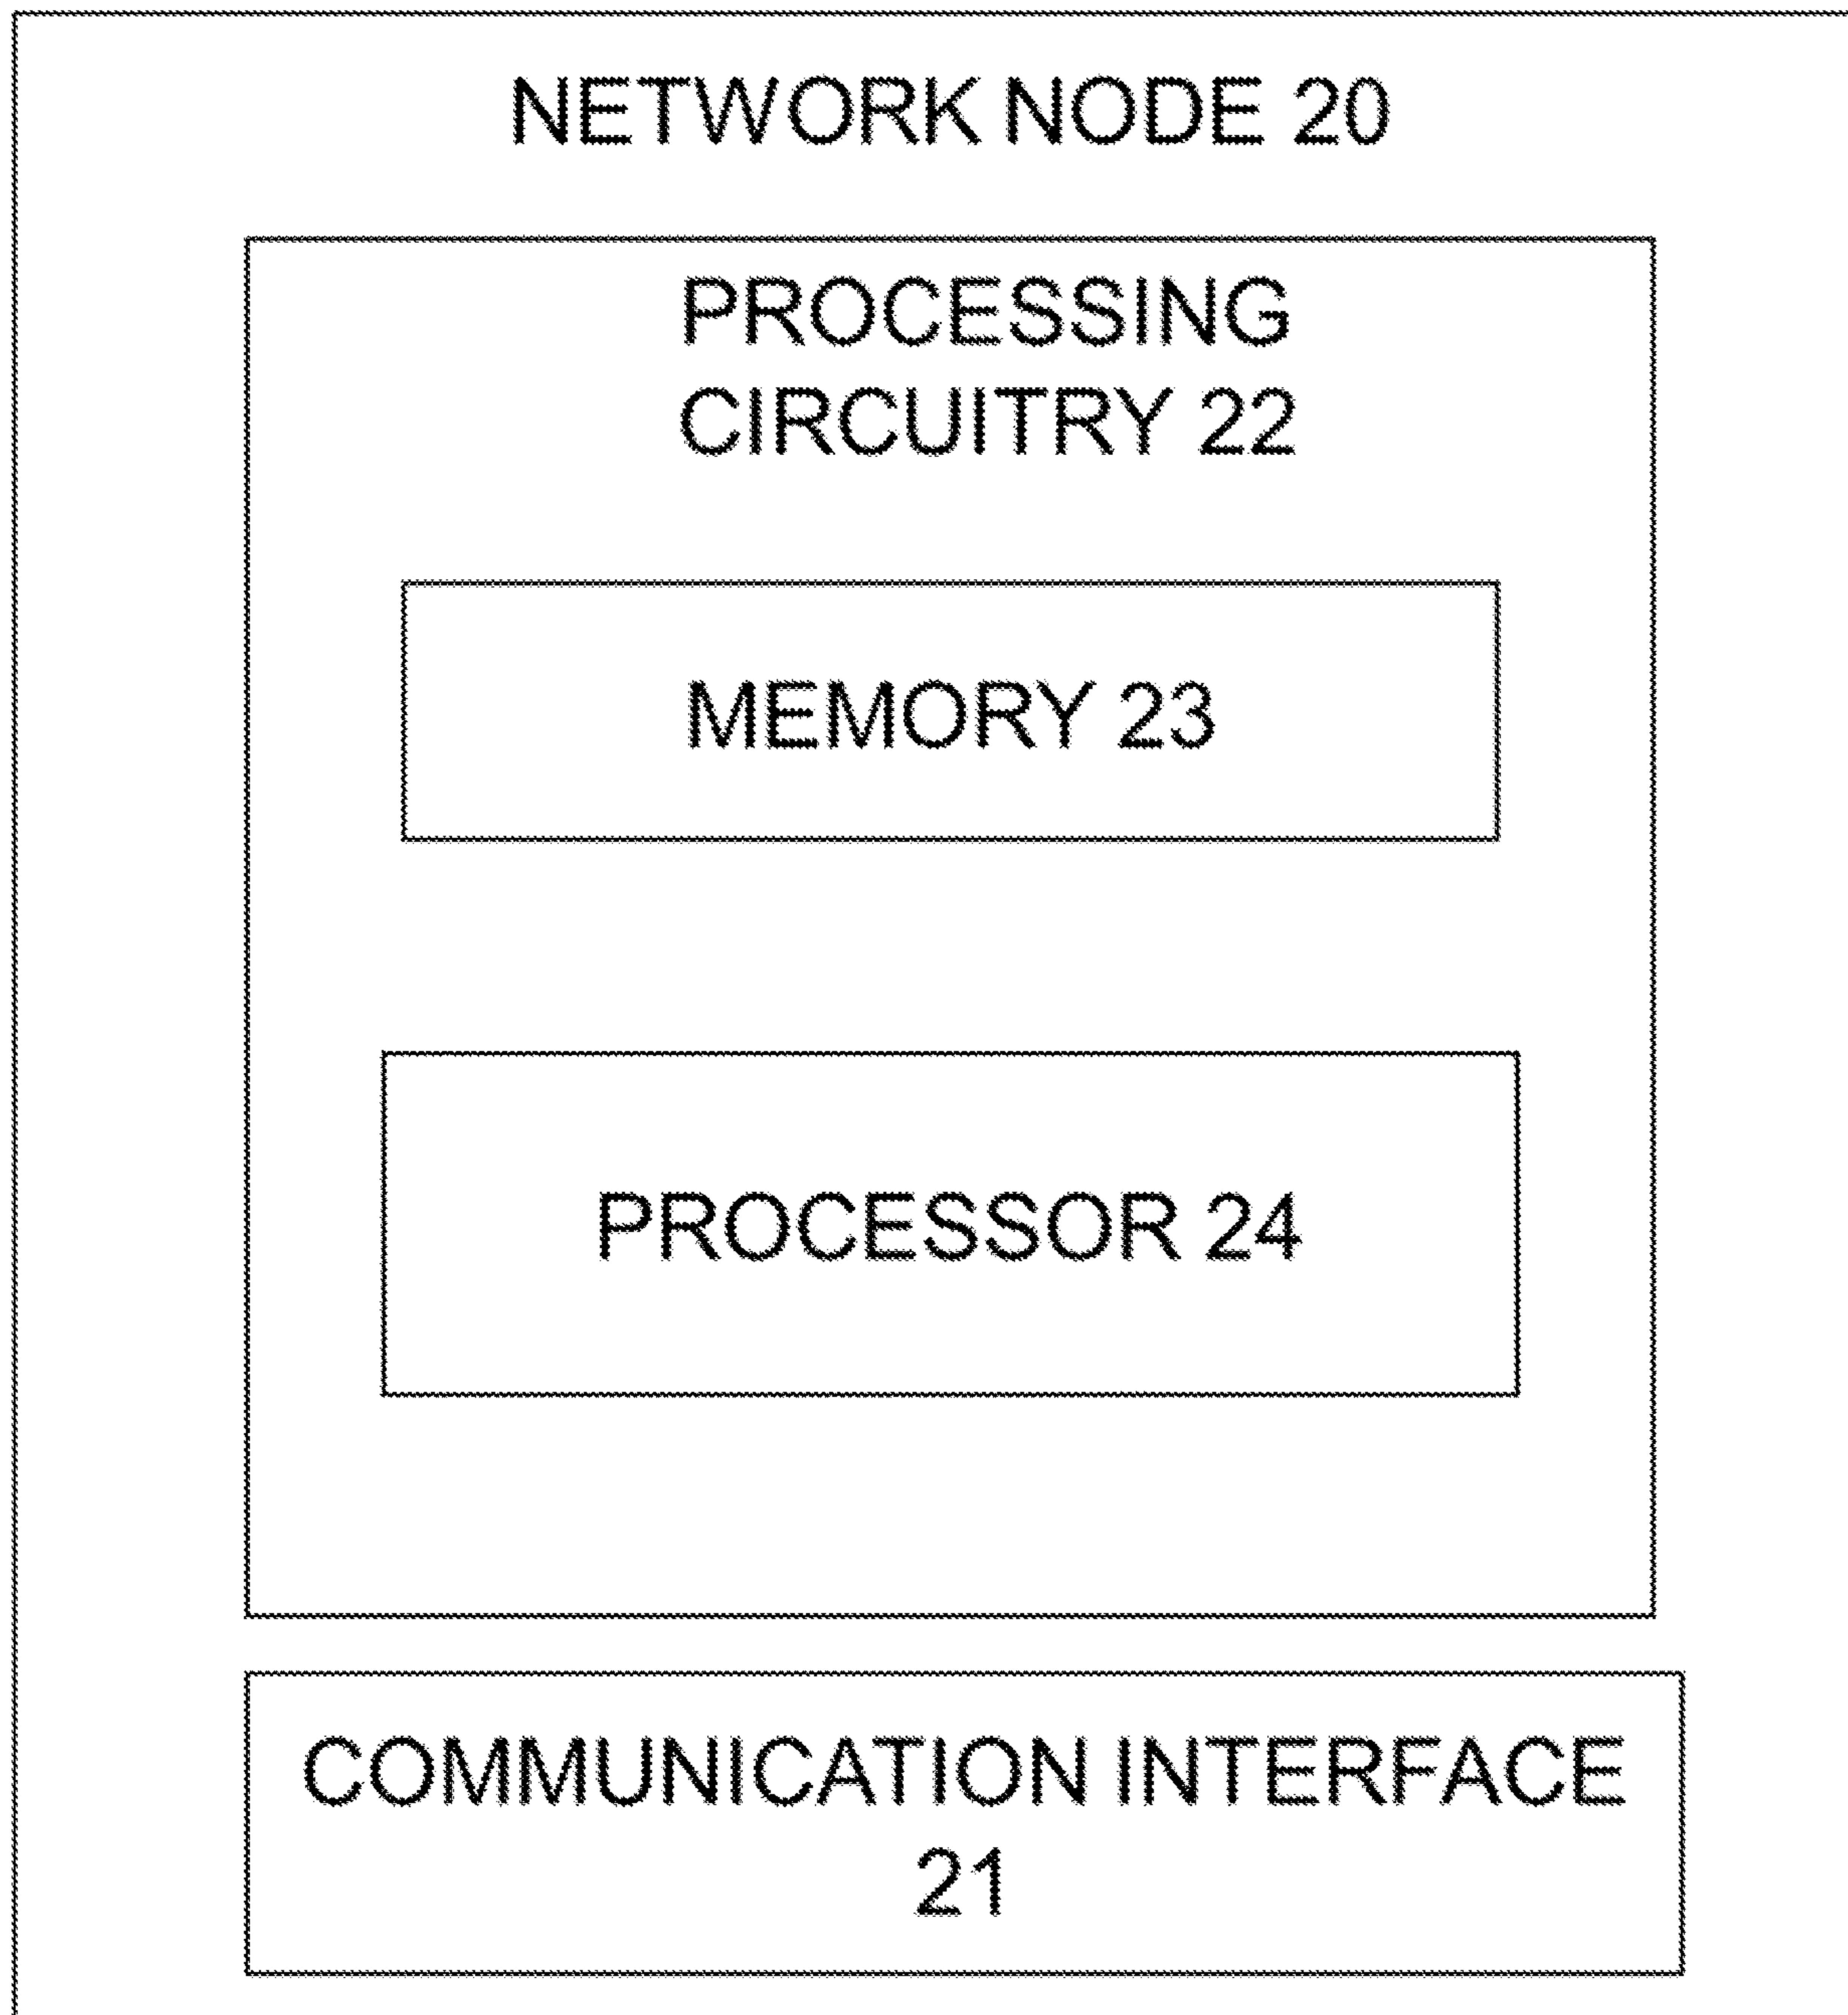 NETWORK NODE 20
PROCESSING
CIRCUITRY 22
MEMORY 23
PROCESSOR 24
COMMUNICATION INTERFACE
21